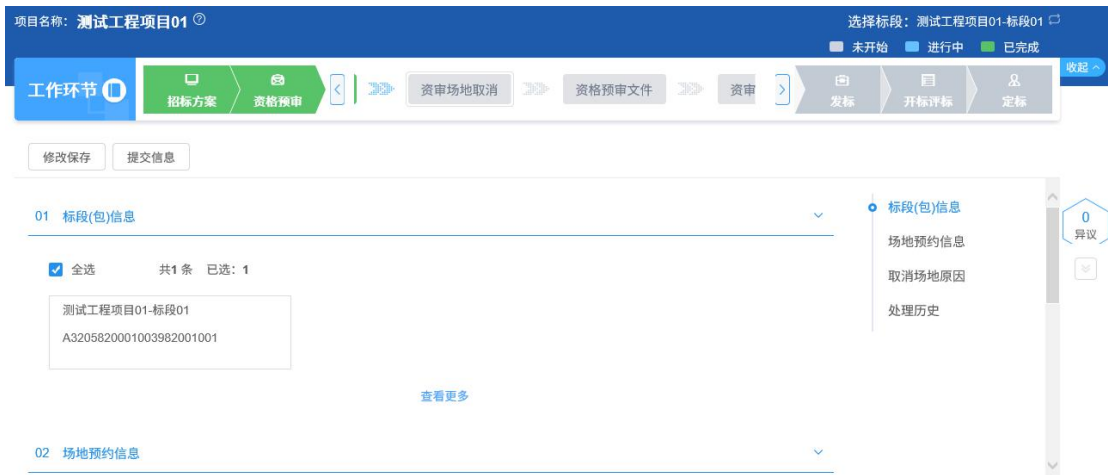 项目名称：测试工程项目01 选择标段：测试工程项目01-标段01
未开始 进行中 已完成
工作环节 招标方案 资格预审 资审场地取消 资格预审文件 资审 发标 开标评标 定标 收起
修改保存 提交信息
01 标段(包)信息
全选 共1条 已选：1
测试工程项目01-标段01
A3205820001003982001001
查看更多
02 场地预约信息
标段(包)信息
场地预约信息
取消场地原因
处理历史
0
异议